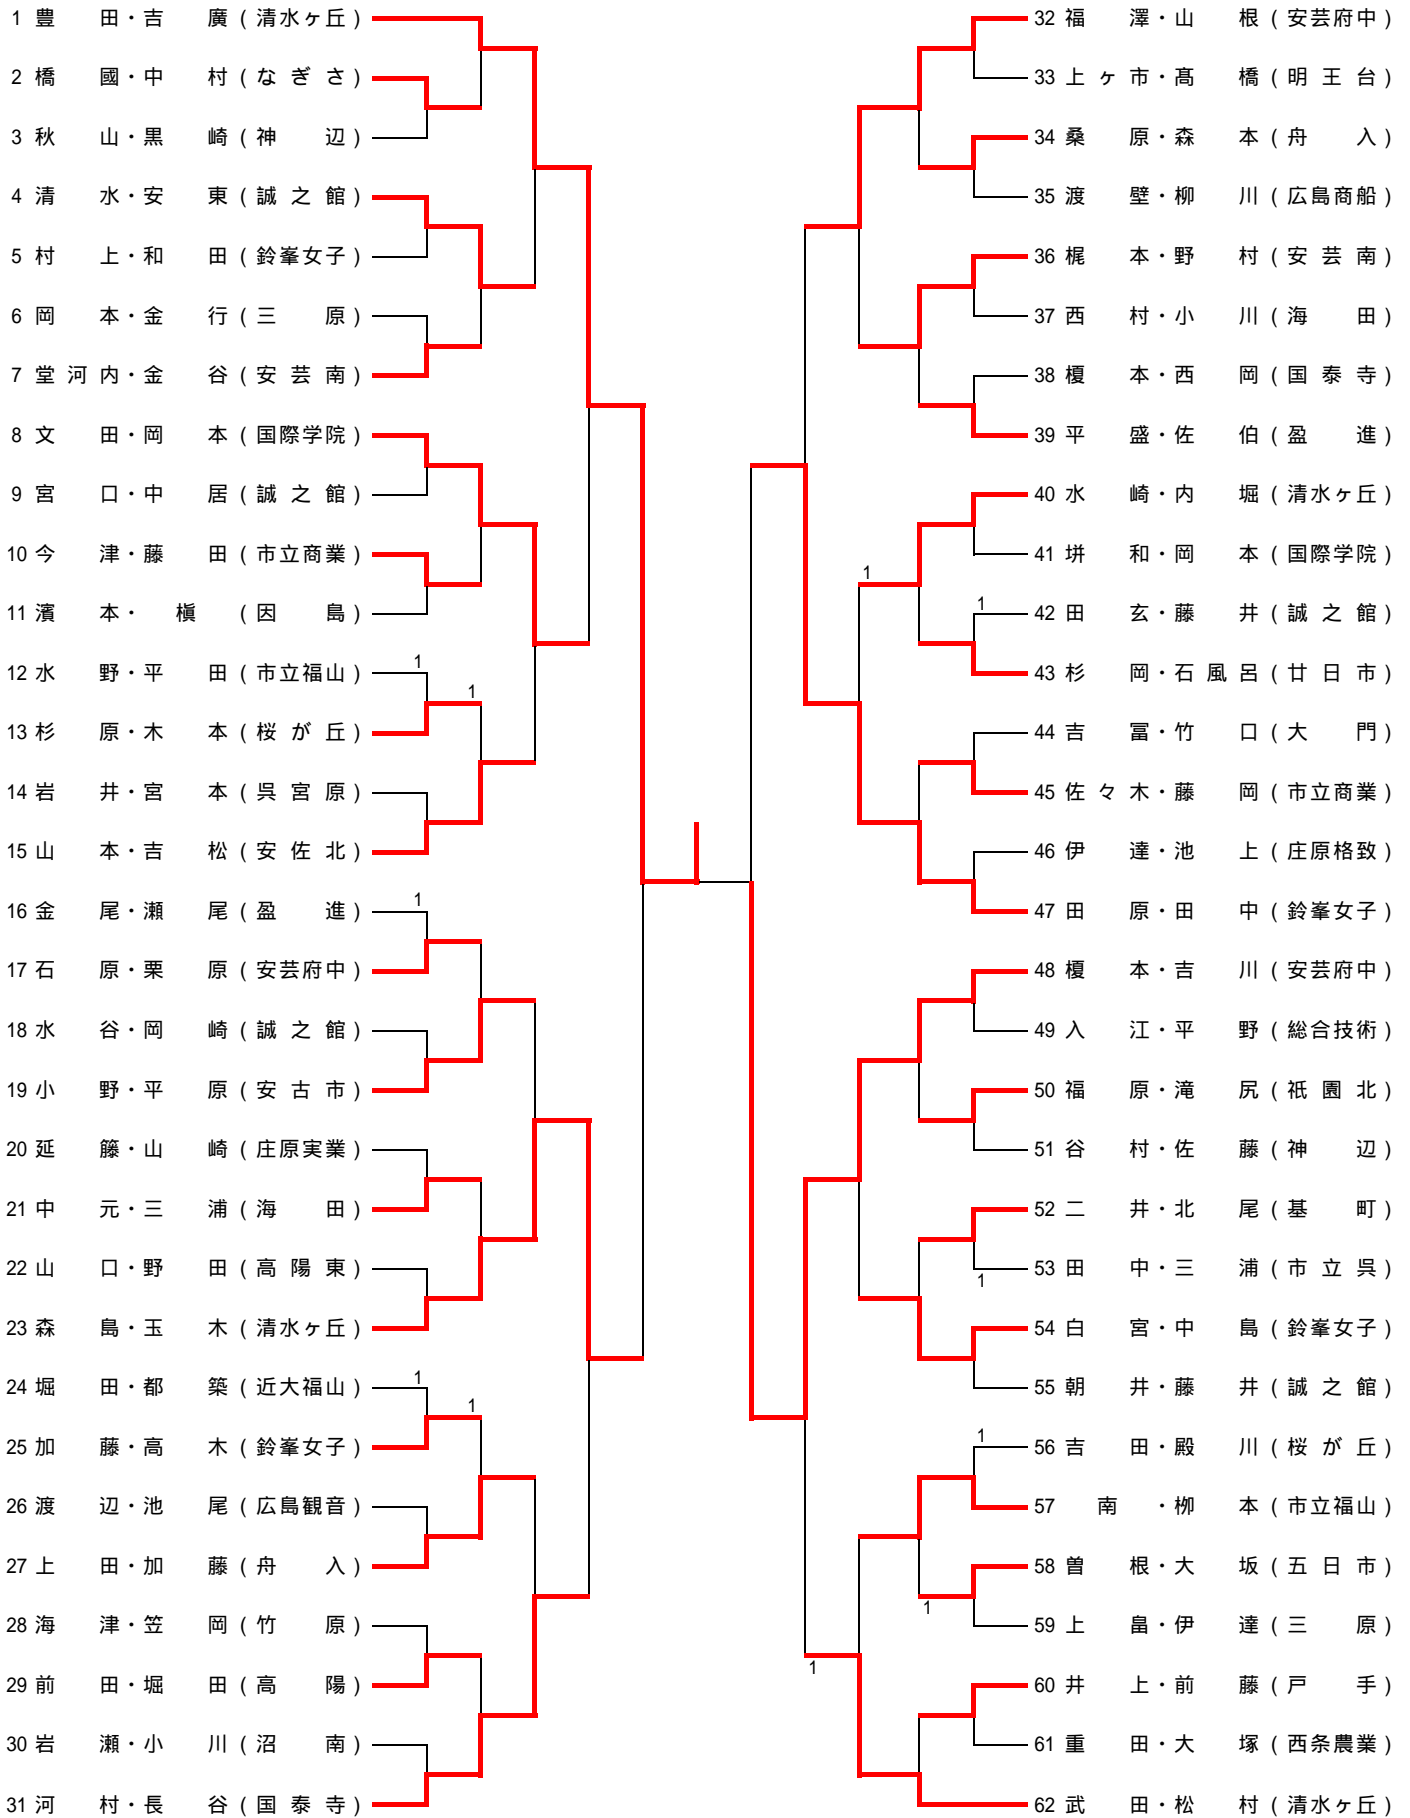 1 豊田・吉廣(清水ヶ丘)
2 橋國・中村(なぎさ)
3 秋山・黒崎(神辺)
4 清水・安東(誠之館)
5 村上・和田(鈴峯女子)
6 岡本・金行(三原)
7 堂河内・金谷(安芸南)
8 文田・岡本(国際学院)
9 宮口・中居(誠之館)
10 今津・藤田(市立商業)
11 濱本・槇(因島)
12 水野・平田(市立福山)
1
1
13 杉原・木本(桜が丘)
14 岩井・宮本(呉宮原)
15 山本・吉松(安佐北)
16 金尾・瀬尾(盈進)
1
17 石原・栗原(安芸府中)
18 水谷・岡崎(誠之館)
19 小野・平原(安古市)
20 延籐・山崎(庄原実業)
21 中元・三浦(海田)
22 山口・野田(高陽東)
23 森島・玉木(清水ヶ丘)
24 堀田・都築(近大福山)
1
1
25 加藤・高木(鈴峯女子)
26 渡辺・池尾(広島観音)
27 上田・加藤(舟入)
28 海津・笠岡(竹原)
29 前田・堀田(高陽)
30 岩瀬・小川(沼南)
31 河村・長谷(国泰寺)
32 福澤・山根(安芸府中)
33 上ヶ市・髙橋(明王台)
34 桑原・森本(舟入)
35 渡壁・柳川(広島商船)
36 梶本・野村(安芸南)
37 西村・小川(海田)
38 榎本・西岡(国泰寺)
39 平盛・佐伯(盈進)
40 水崎・内堀(清水ヶ丘)
41 垪和・岡本(国際学院)
1
1
42 田玄・藤井(誠之館)
43 杉岡・石風呂(廿日市)
44 吉冨・竹口(大門)
45 佐々木・藤岡(市立商業)
46 伊達・池上(庄原格致)
47 田原・田中(鈴峯女子)
48 榎本・吉川(安芸府中)
49 入江・平野(総合技術)
50 福原・滝尻(祇園北)
51 谷村・佐藤(神辺)
52 二井・北尾(基町)
53 田中・三浦(市立呉)
1
54 白宮・中島(鈴峯女子)
55 朝井・藤井(誠之館)
1
56 吉田・殿川(桜が丘)
57 南・栁本(市立福山)
58 曽根・大坂(五日市)
1
59 上畠・伊達(三原)
1
60 井上・前藤(戸手)
61 重田・大塚(西条農業)
62 武田・松村(清水ヶ丘)